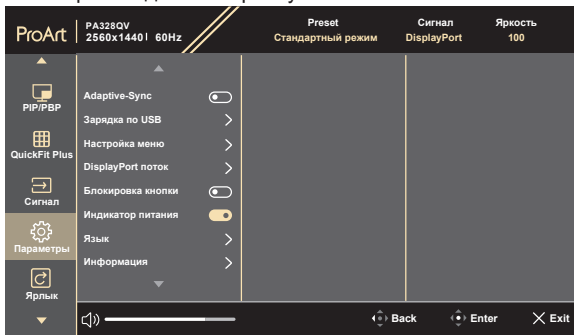 ProArt
PA328QV
2560x1440 60Hz
Preset
Стандартный режим
Сигнал
DisplayPort
Яркость
100
PIP/PBP
QuickFit Plus
Сигнал
Параметры
Ярлык
Adaptive-Sync
Зарядка по USB
Настройка меню
DisplayPort поток
Блокировка кнопки
Индикатор питания
Язык
Информация
Back
Enter
Exit